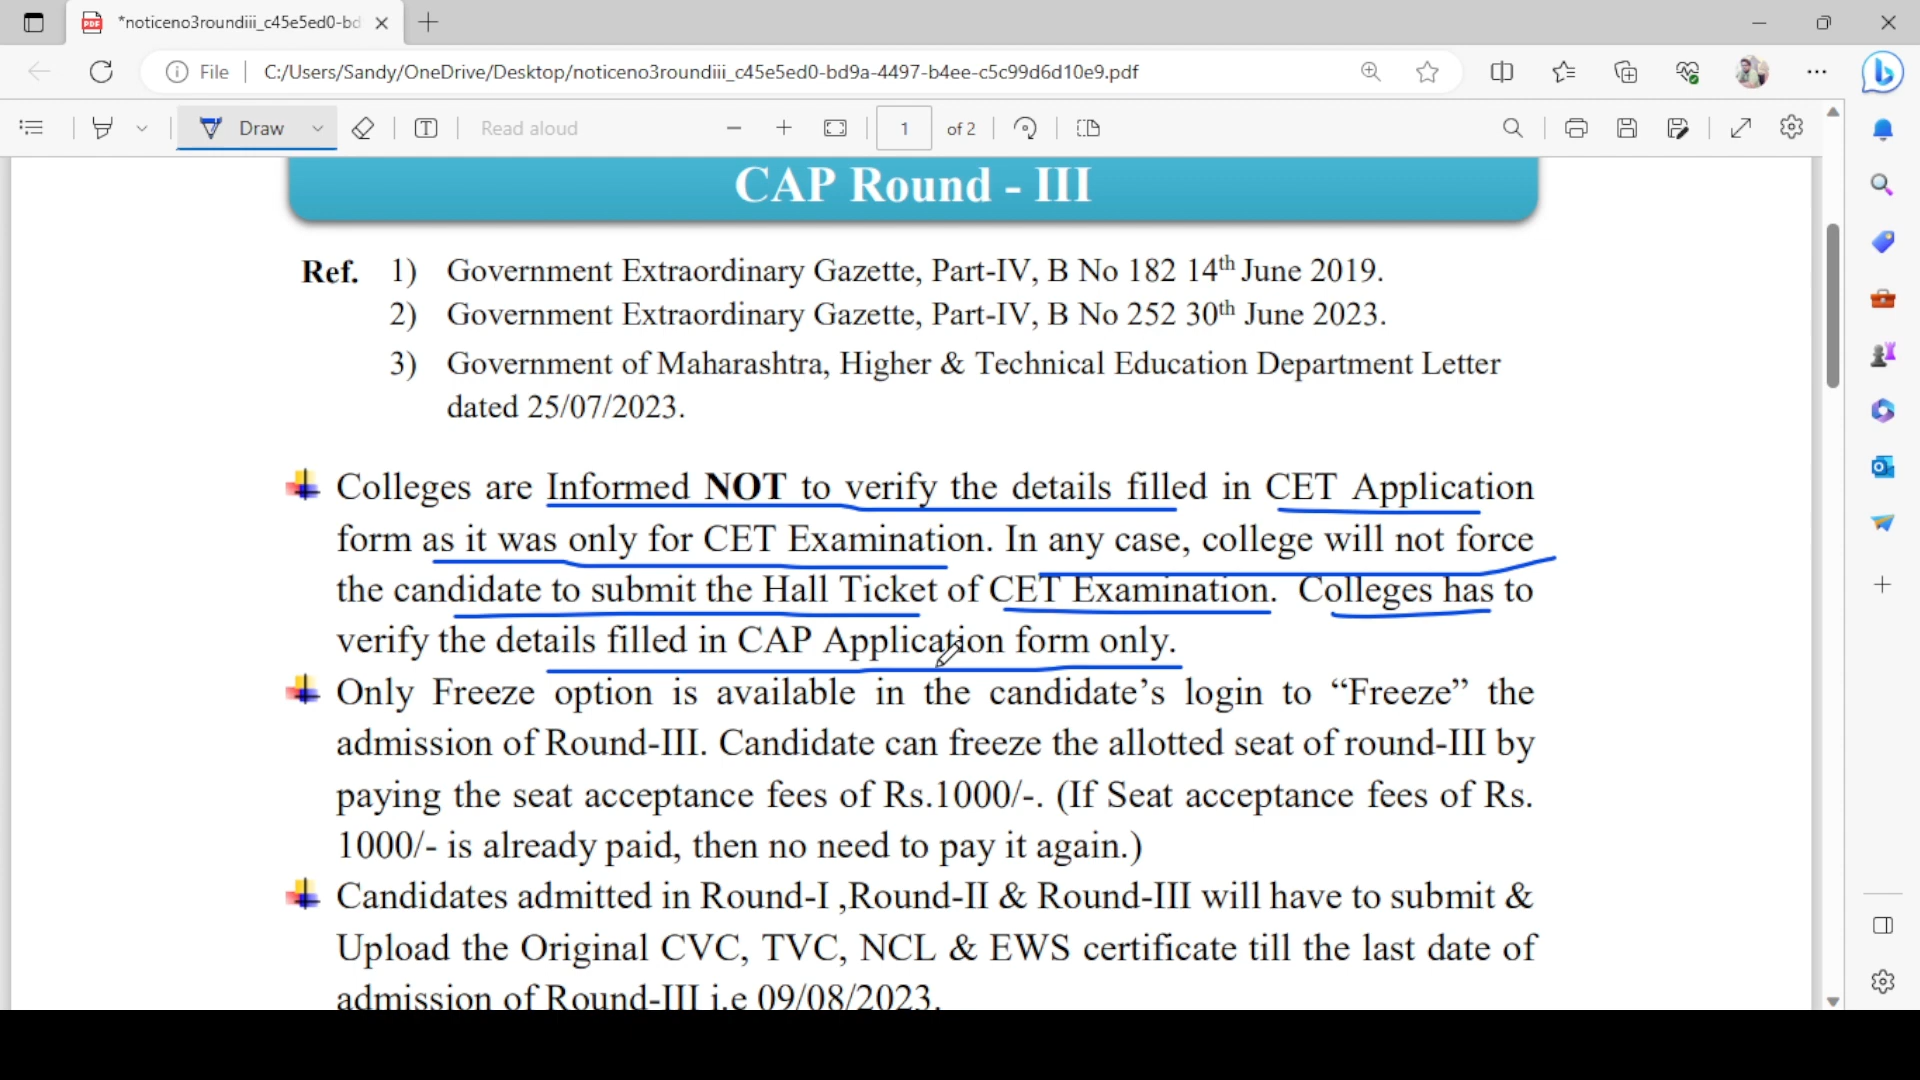 *noticeno3roundiii_c45e5ed0-bd
File
C:/Users/Sandy/OneDrive/Desktop/noticeno3roundiii_c45e5ed0-bd9a-4497-b4ee-c5c99d6d10e9.pdf
Draw Read aloud 1 of 2
CAP Round - III
Ref. 1) Government Extraordinary Gazette, Part-IV, B No 182 14th June 2019.
2) Government Extraordinary Gazette, Part-IV, B No 252 30th June 2023.
3) Government of Maharashtra, Higher & Technical Education Department Letter
dated 25/07/2023.
Colleges are Informed NOT to verify the details filled in CET Application
form as it was only for CET Examination. In any case, college will not force
the candidate to submit the Hall Ticket of CET Examination. Colleges has to
verify the details filled in CAP Application form only.
Only Freeze option is available in the candidate's login to “Freeze” the
admission of Round-III. Candidate can freeze the allotted seat of round-III by
paying the seat acceptance fees of Rs.1000/-. (If Seat acceptance fees of Rs.
1000/- is already paid, then no need to pay it again.)
Candidates admitted in Round-I ,Round-II & Round-III will have to submit &
Upload the Original CVC, TVC, NCL & EWS certificate till the last date of
admission of Round-III i.e 09/08/2023.